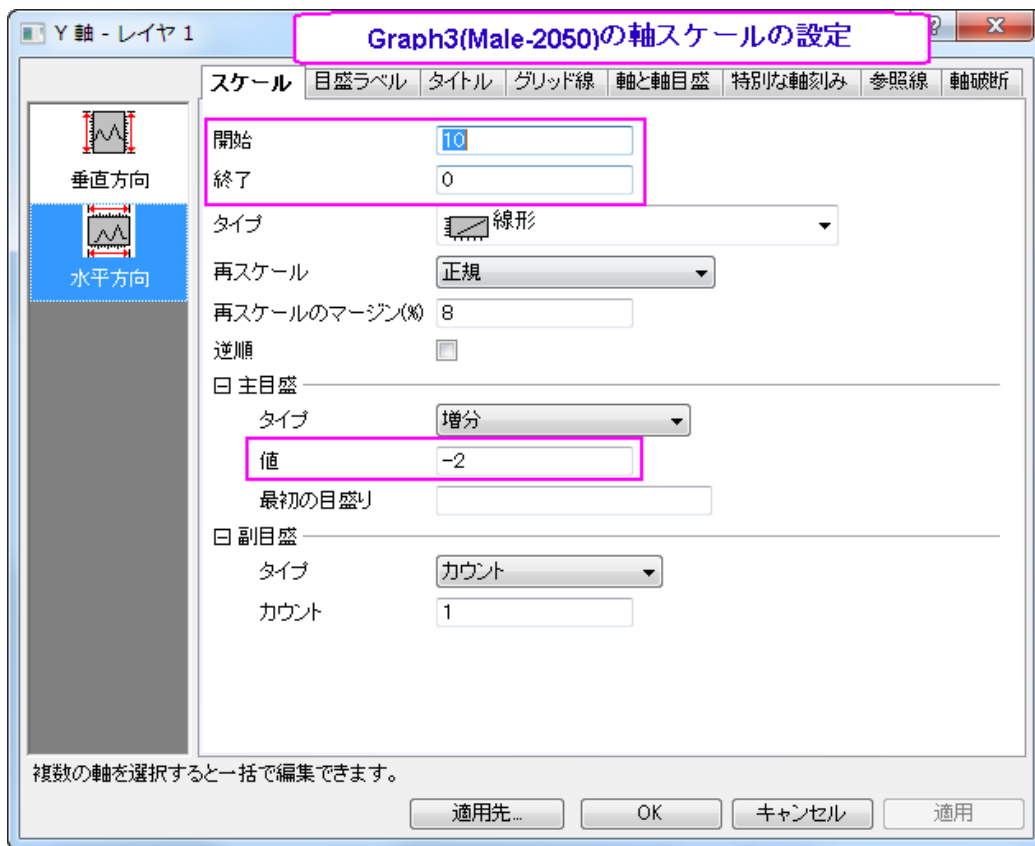 Y 軸 - レイヤ 1
Graph3(Male-2050)の軸スケールの設定
スケール 目盛ラベル タイトル グリッド線 軸と軸目盛 特別な軸刻み 参照線 軸破断
垂直方向
水平方向
開始 10
終了 0
タイプ 線形
再スケール 正規
再スケールのマージン(%) 8
逆順
主目盛
タイプ 増分
値 -2
最初の目盛り
副目盛
タイプ カウント
カウント 1
複数の軸を選択すると一括で編集できます。
適用先... OK キャンセル 適用